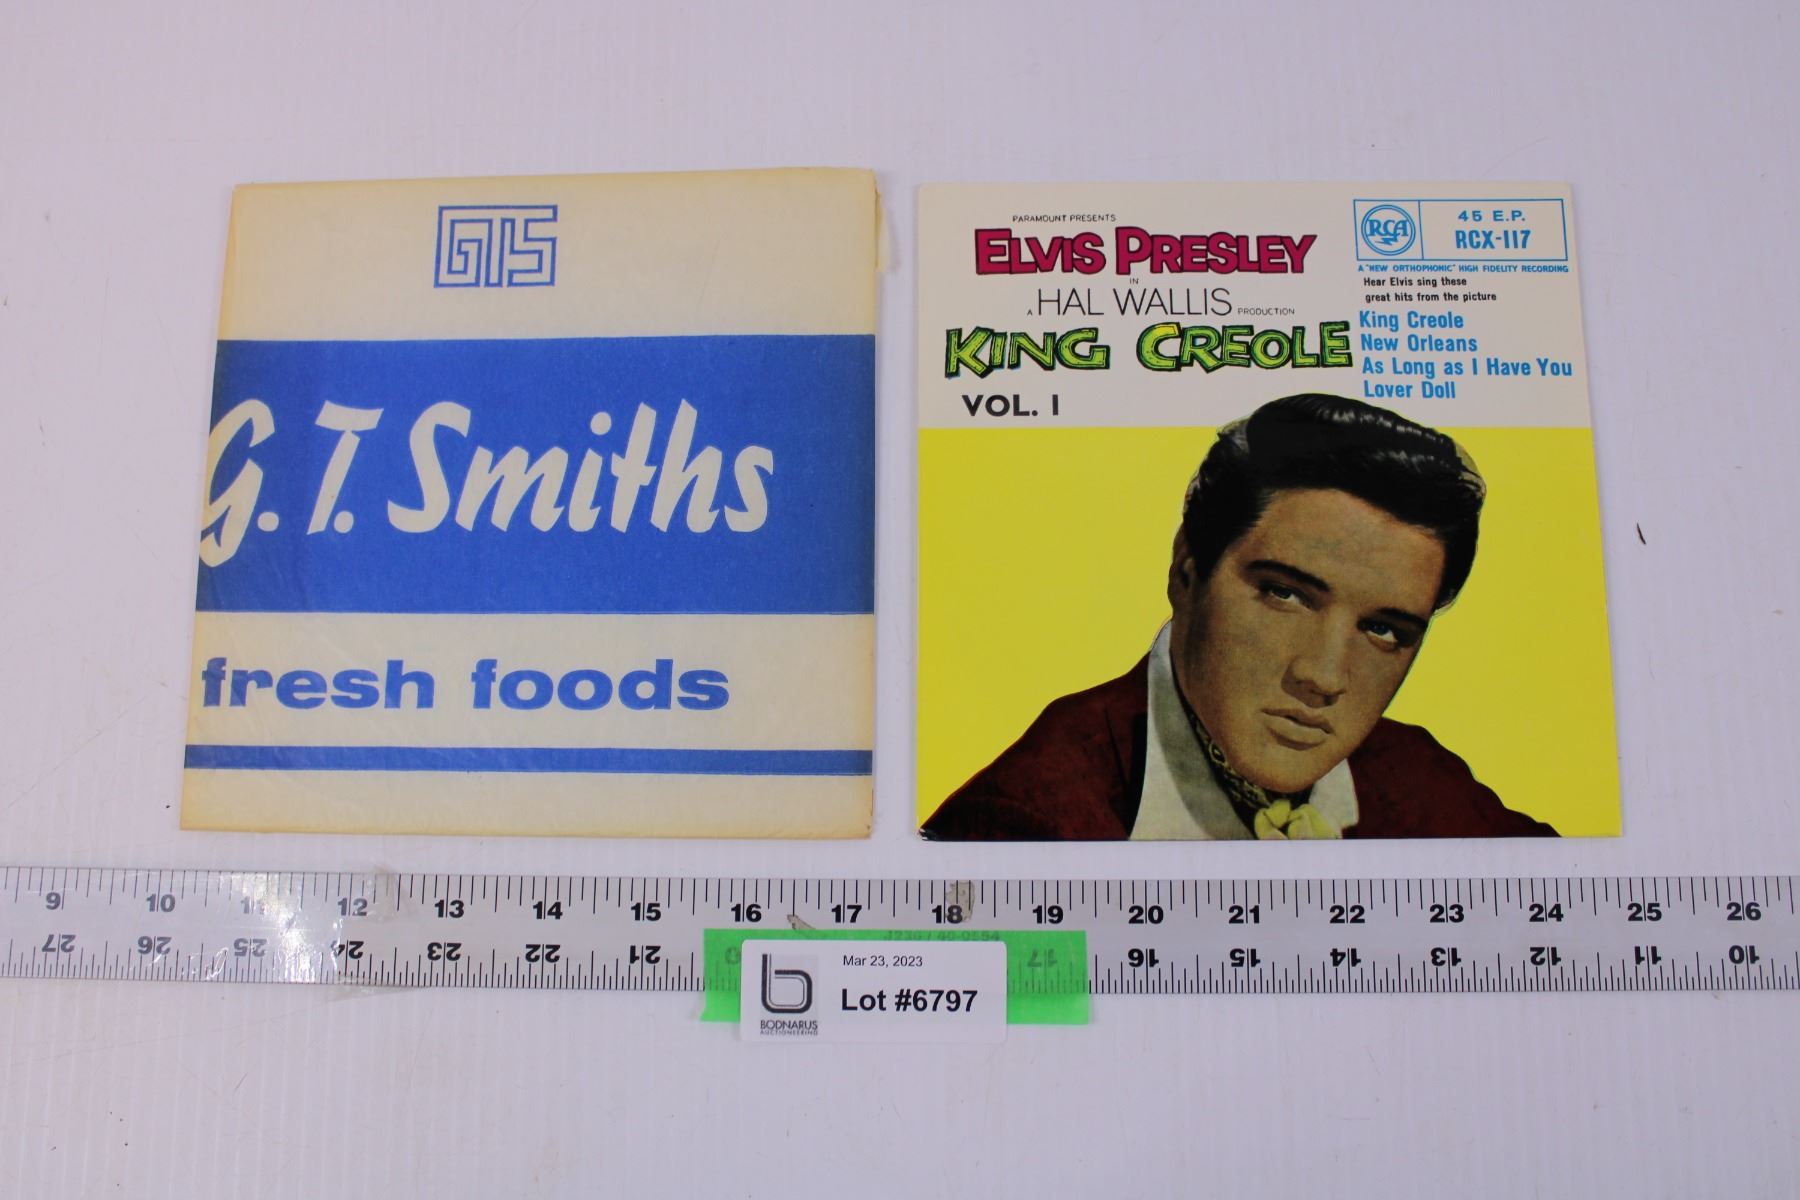 GTS
G.T. Smiths
fresh foods
PARAMOUNT PRESENTS
ELVIS PRESLEY
IN
A HAL WALLIS PRODUCTION
KING CREOLE
VOL. 1
RCA
45 E.P.
RCX-117
A "NEW ORTHOPHONIC" HIGH FIDELITY RECORDING
Hear Elvis sing these
great hits from the picture
King Creole
New Orleans
As Long as I Have You
Lover Doll
9 10 11 12 13 14 15 16 17 18 19 20 21 22 23 24 25 26
27 26 25 24 23 22 21 17 16 15 14 13 12 11 10
b
BODNARUS
AUCTIONEERING
Mar 23, 2023
Lot #6797